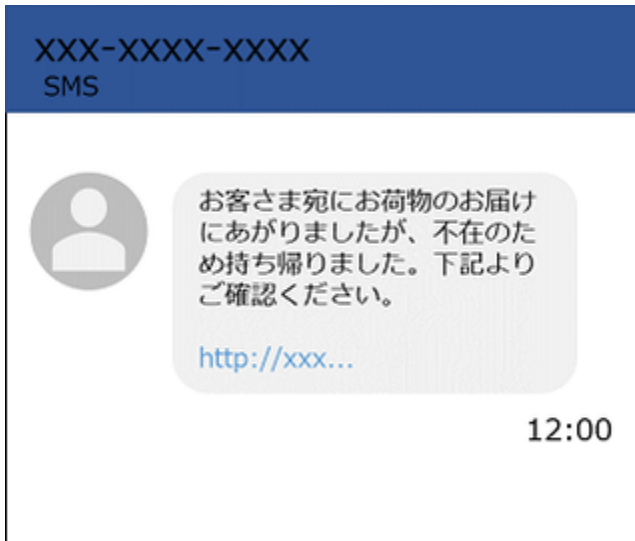 xxx-xxxx-xxxx
SMS
お客さま宛にお荷物のお届け
にあがりましたが、不在のた
め持ち帰りました。下記より
ご確認ください。
http://xxx...
12:00